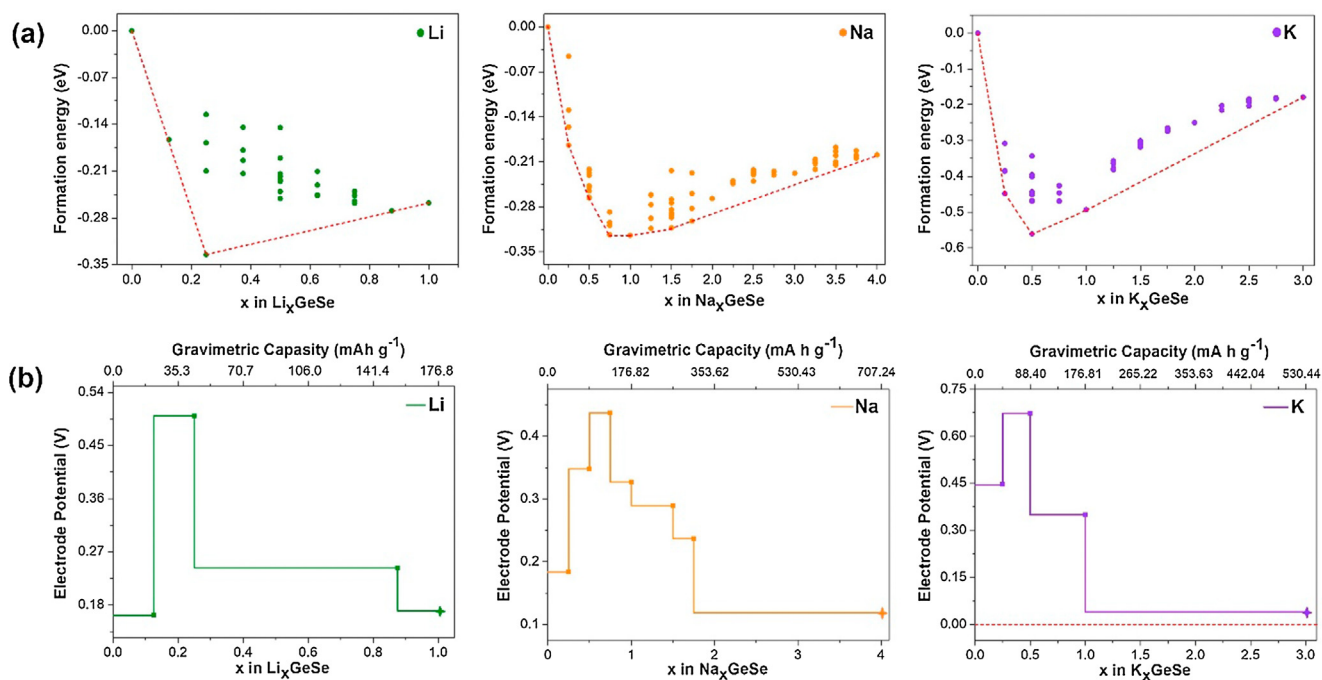 (a)
Li
Formation energy (eV)
0.00
-0.07
-0.14
-0.21
-0.28
-0.35
0.0 0.2 0.4 0.6 0.8 1.0
x in LiXGeSe
Na
Formation energy (eV)
0.00
-0.07
-0.14
-0.21
-0.28
-0.35
0.0 0.5 1.0 1.5 2.0 2.5 3.0 3.5 4.0
x in NaXGeSe
K
Formation energy (eV)
0.0
-0.1
-0.2
-0.3
-0.4
-0.5
-0.6
0.0 0.5 1.0 1.5 2.0 2.5 3.0
x in KXGeSe
(b)
Gravimetric Capasity (mAh g-1)
0.0 35.3 70.7 106.0 141.4 176.8
Li
Electrode Potential (V)
0.54
0.45
0.36
0.27
0.18
0.0 0.2 0.4 0.6 0.8 1.0
x in LiXGeSe
Gravimetric Capacity (mA h g-1)
0.0 176.82 353.62 530.43 707.24
Na
Electrode Potential (V)
0.4
0.3
0.2
0.1
0 1 2 3 4
x in NaXGeSe
Gravimetric Capacity (mA h g-1)
0.0 88.40 176.81 265.22 353.63 442.04 530.44
K
Electrode Potential (V)
0.75
0.60
0.45
0.30
0.15
0.00
0.0 0.5 1.0 1.5 2.0 2.5 3.0
x in KXGeSe